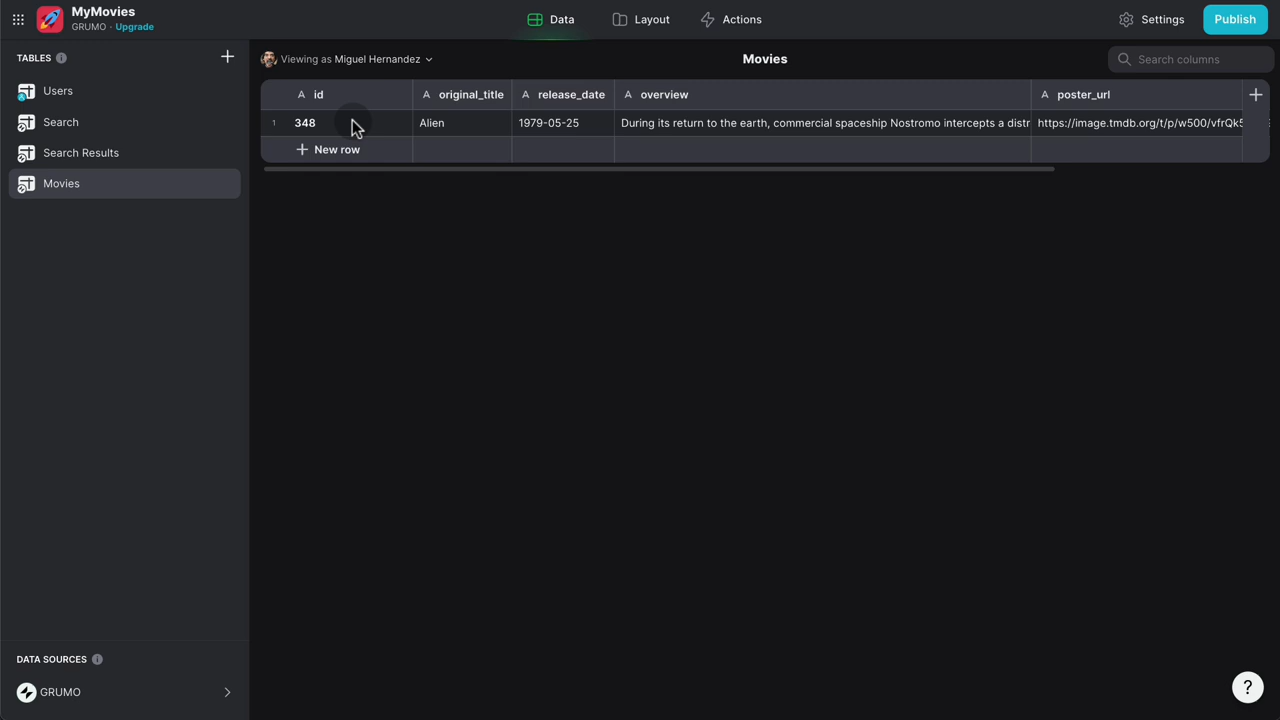 MyMovies
GRUMO · Upgrade
Data
Layout
Actions
Settings
Publish
TABLES
Users
Search
Search Results
Movies
DATA SOURCES
GRUMO
Viewing as Miguel Hernandez
Movies
Search columns
id original_title release_date overview poster_url
1 348 Alien 1979-05-25 During its return to the earth, commercial spaceship Nostromo intercepts a distr https://image.tmdb.org/t/p/w500/vfrQk5
New row
?